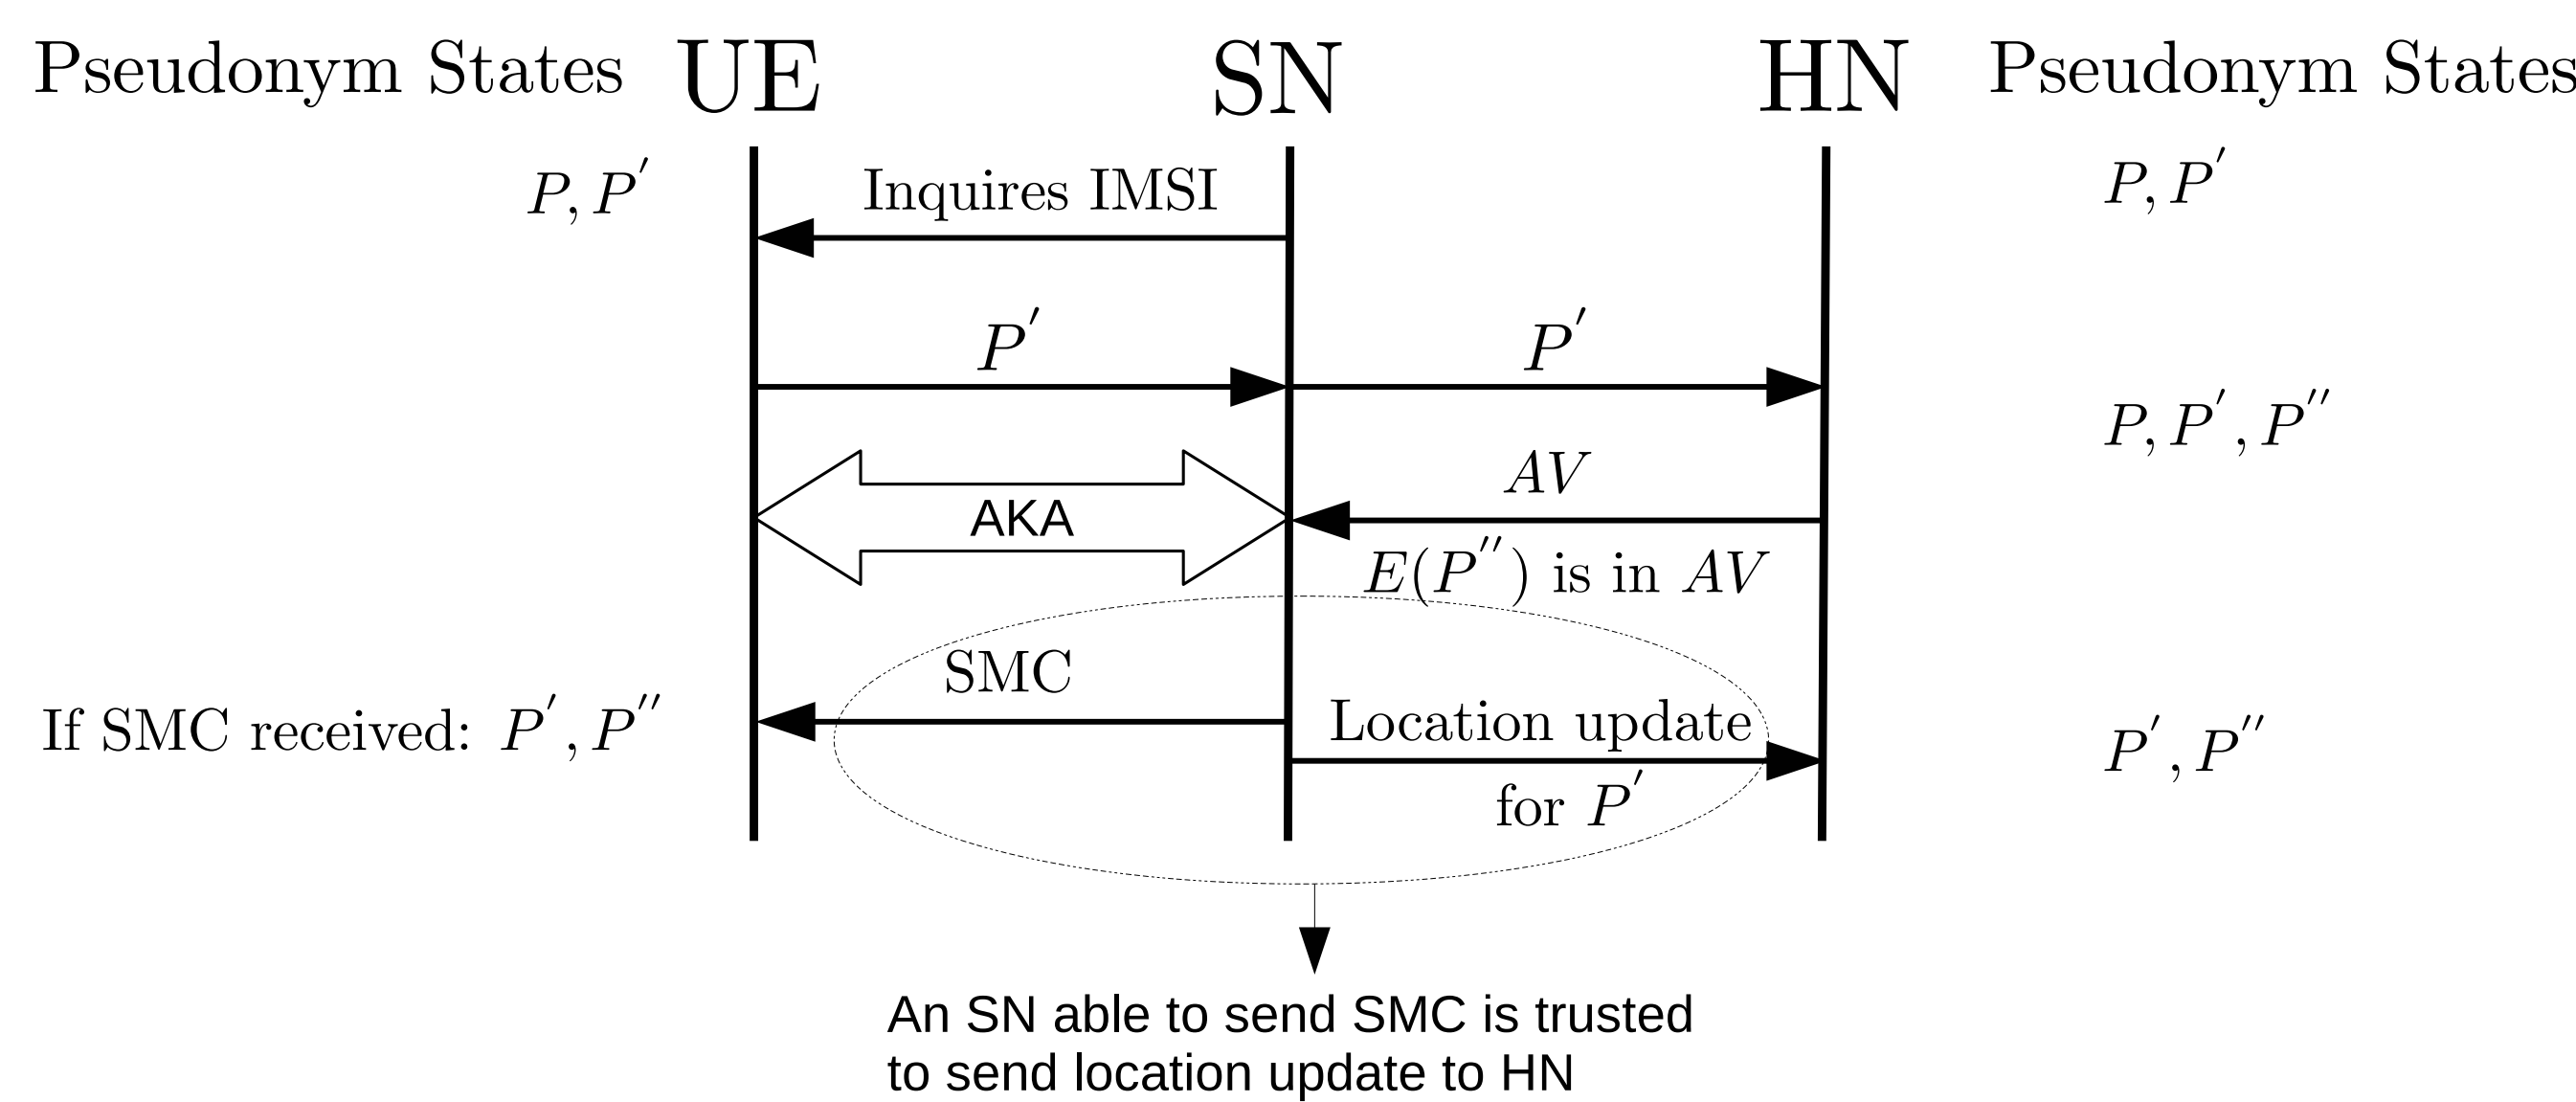 Pseudonym States UE SN HN Pseudonym States
P, P′ Inquires IMSI P, P′
P′ P′
P, P′, P″
AV
AKA
E(P″) is in AV
SMC
If SMC received: P′, P″ Location update P′, P″
for P′
An SN able to send SMC is trusted
to send location update to HN